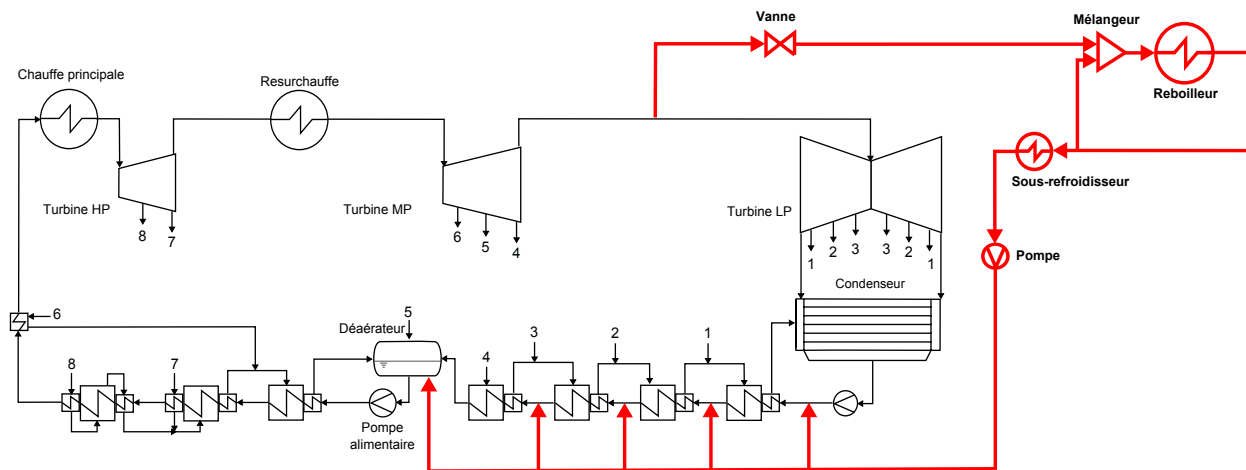 Vanne
Mélangeur
Chauffe principale
Resurchauffe
Reboilleur
Sous-refroidisseur
Turbine HP
Turbine MP
Turbine LP
8
7
6
5
4
1
2
3
3
2
1
Pompe
Condenseur
6
Déaérateur
5
3
2
1
8
7
4
Pompe
alimentaire